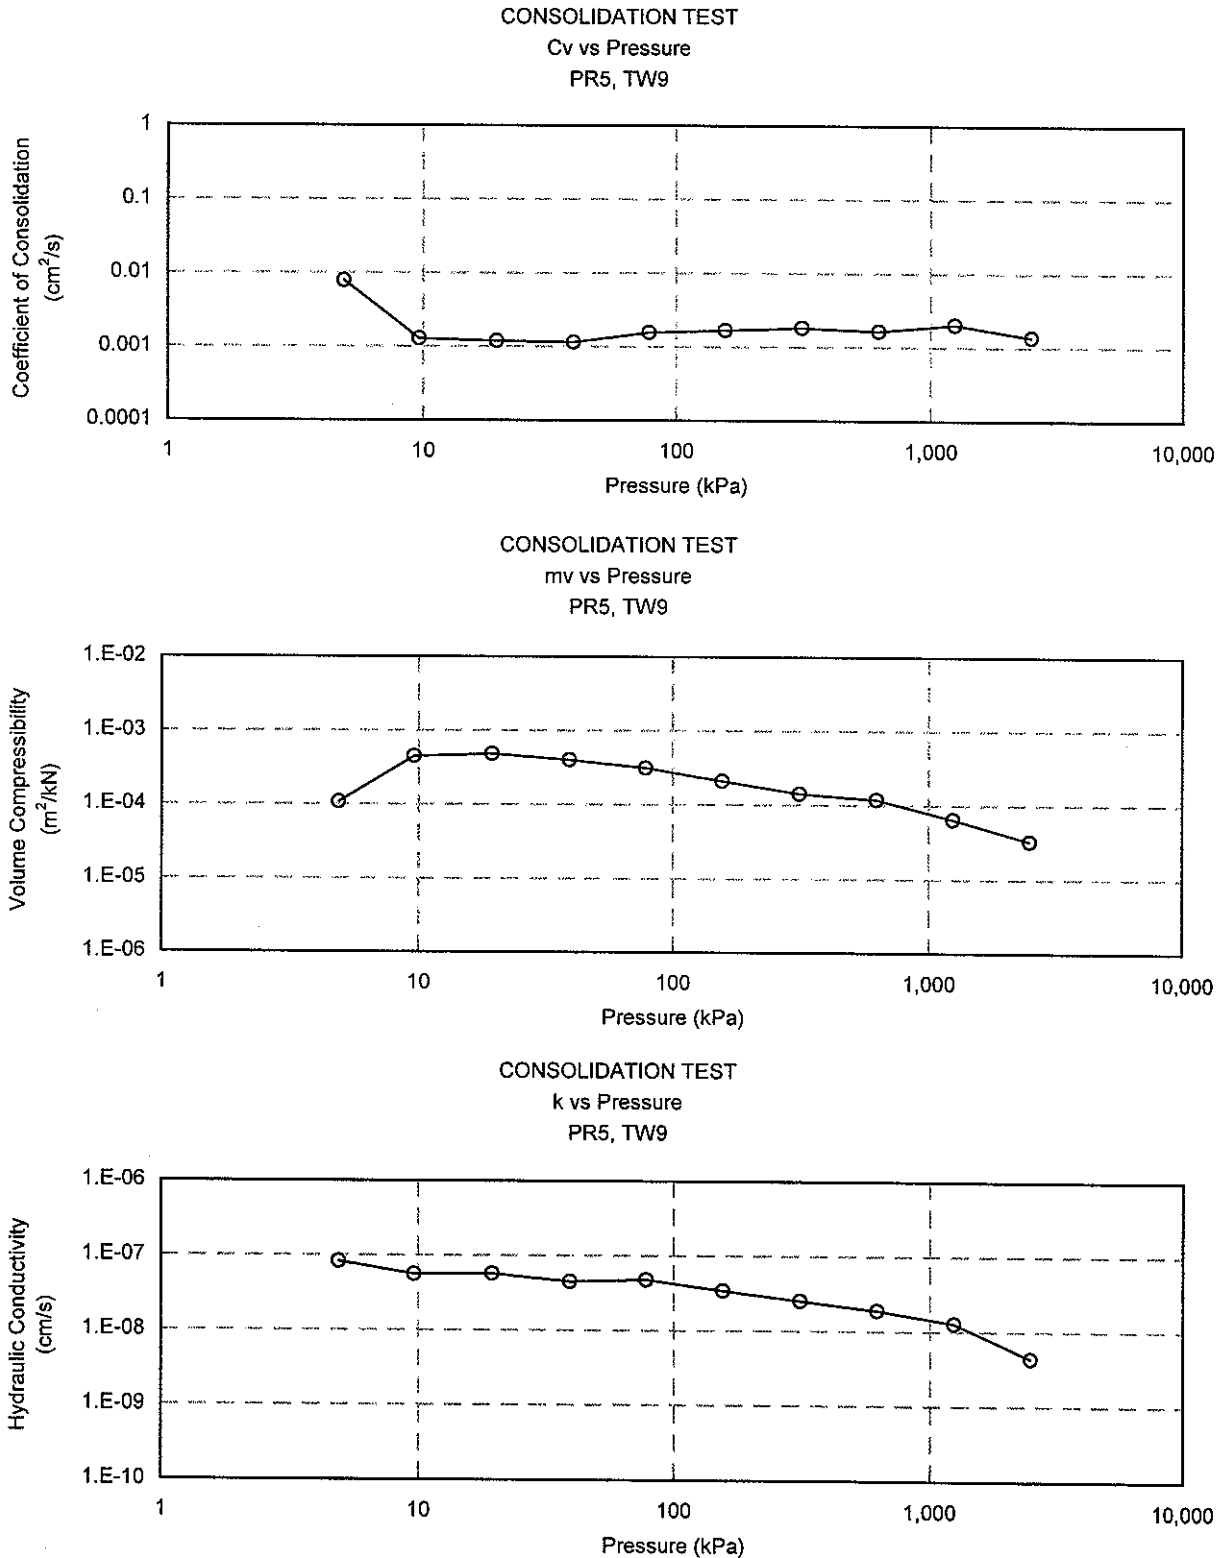 CONSOLIDATION TEST
Cv vs Pressure
PR5, TW9
Coefficient of Consolidation
(cm²/s)
1
0.1
0.01
0.001
0.0001
1
10
100
1,000
10,000
Pressure (kPa)
CONSOLIDATION TEST
mv vs Pressure
PR5, TW9
Volume Compressibility
(m²/kN)
1.E-02
1.E-03
1.E-04
1.E-05
1.E-06
1
10
100
1,000
10,000
Pressure (kPa)
CONSOLIDATION TEST
k vs Pressure
PR5, TW9
Hydraulic Conductivity
(cm/s)
1.E-06
1.E-07
1.E-08
1.E-09
1.E-10
1
10
100
1,000
10,000
Pressure (kPa)